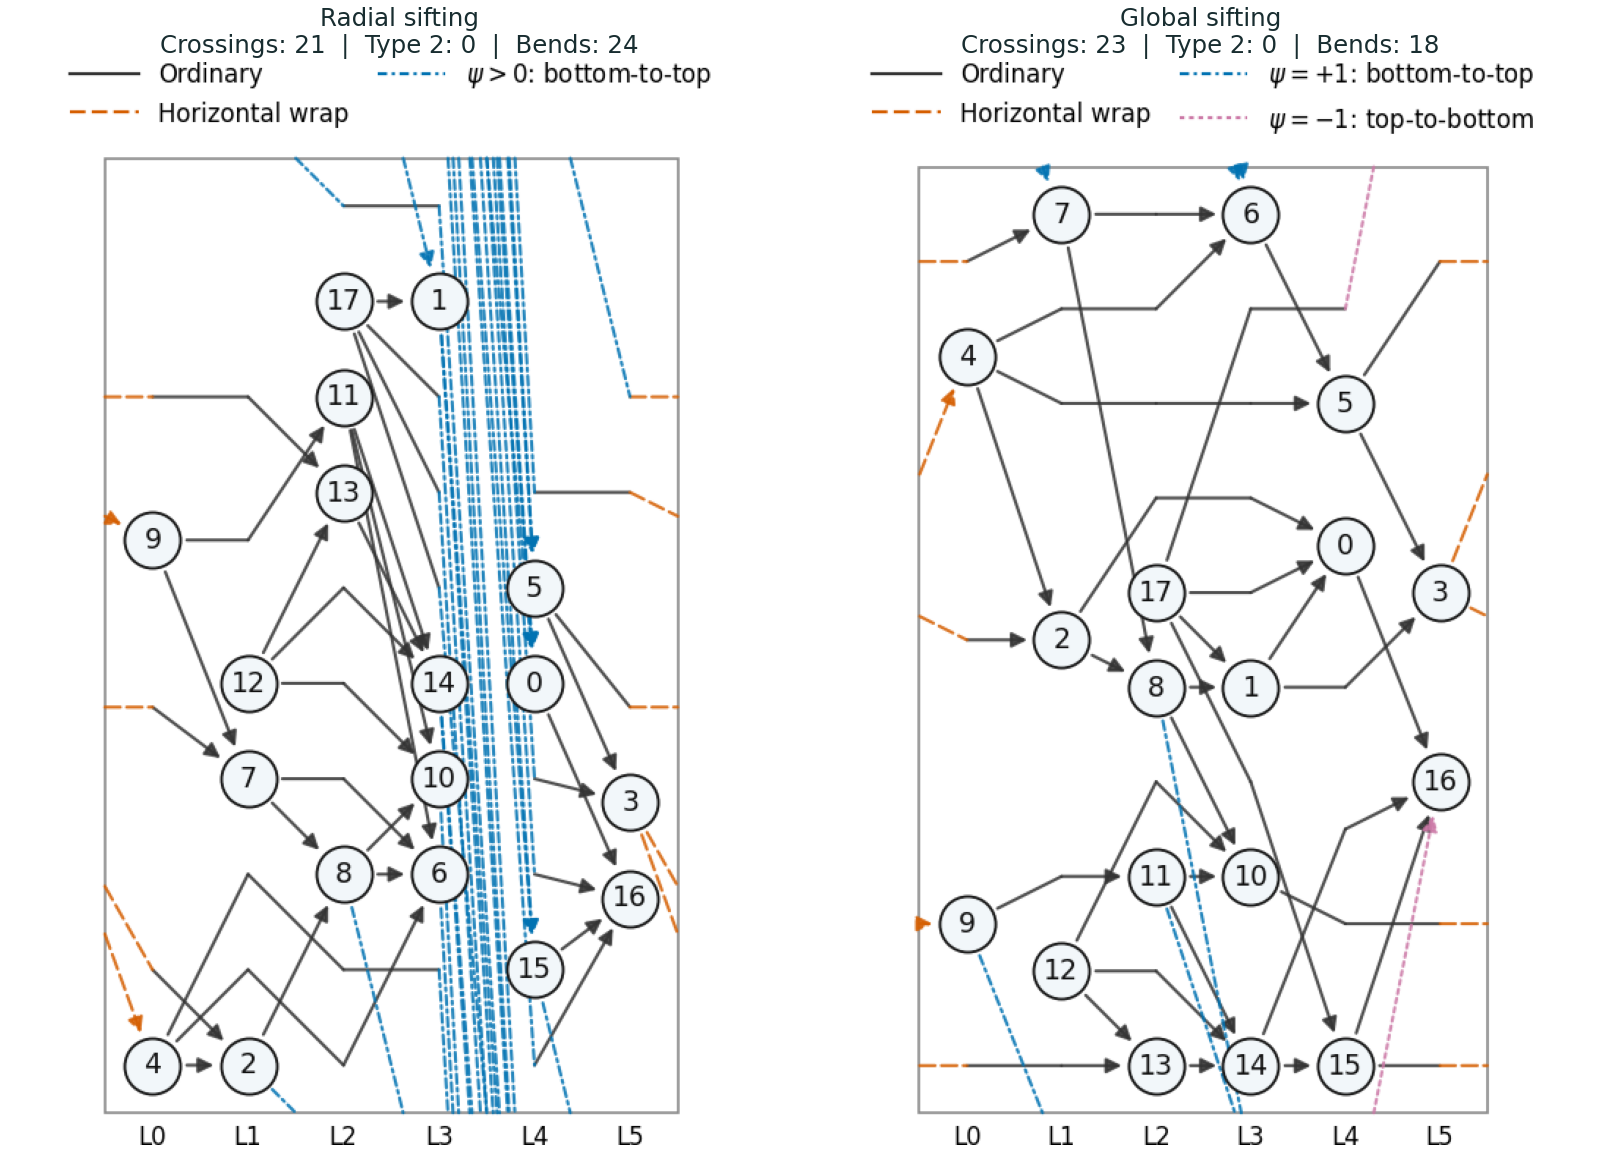 Radial sifting
Crossings: 21 | Type 2: 0 | Bends: 24
Ordinary
ψ > 0: bottom-to-top
Horizontal wrap
17
1
11
13
9
5
12
14
0
7
10
3
8
6
16
15
4
2
L0 L1 L2 L3 L4 L5
Global sifting
Crossings: 23 | Type 2: 0 | Bends: 18
Ordinary
ψ = +1: bottom-to-top
Horizontal wrap
ψ = −1: top-to-bottom
7
6
4
5
0
17
3
2
8
1
16
11
10
9
12
13
14
15
L0 L1 L2 L3 L4 L5